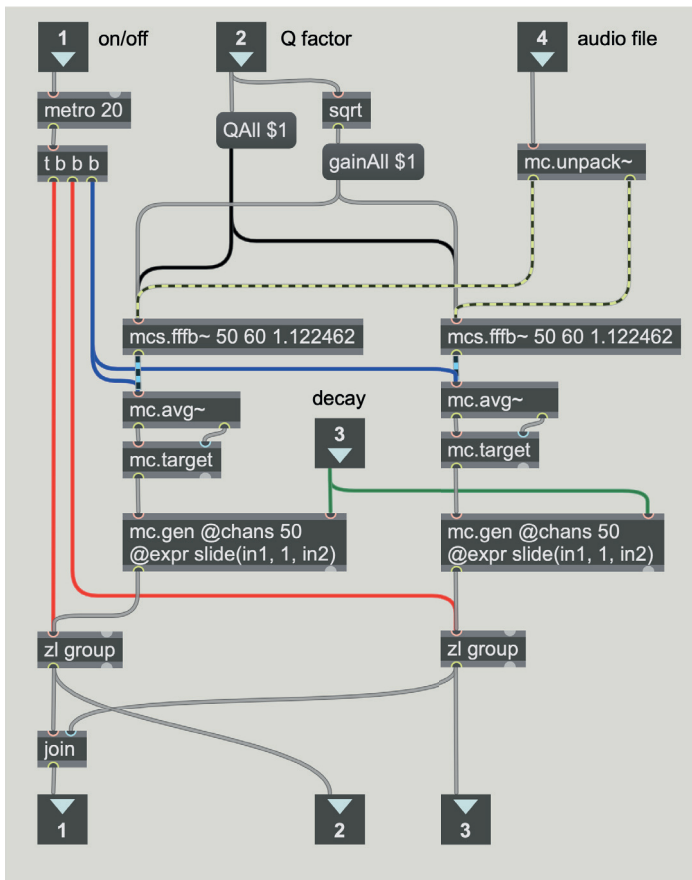 1 on/off
2 Q factor
4 audio file
metro 20
sqrt
QAll $1
t b b b
gainAll $1
mc.unpack~
mcs.fffb~ 50 60 1.122462
mcs.fffb~ 50 60 1.122462
mc.avg~
mc.avg~
decay
3
mc.target
mc.target
mc.gen @chans 50
@expr slide(in1, 1, in2)
mc.gen @chans 50
@expr slide(in1, 1, in2)
zl group
zl group
join
1
2
3